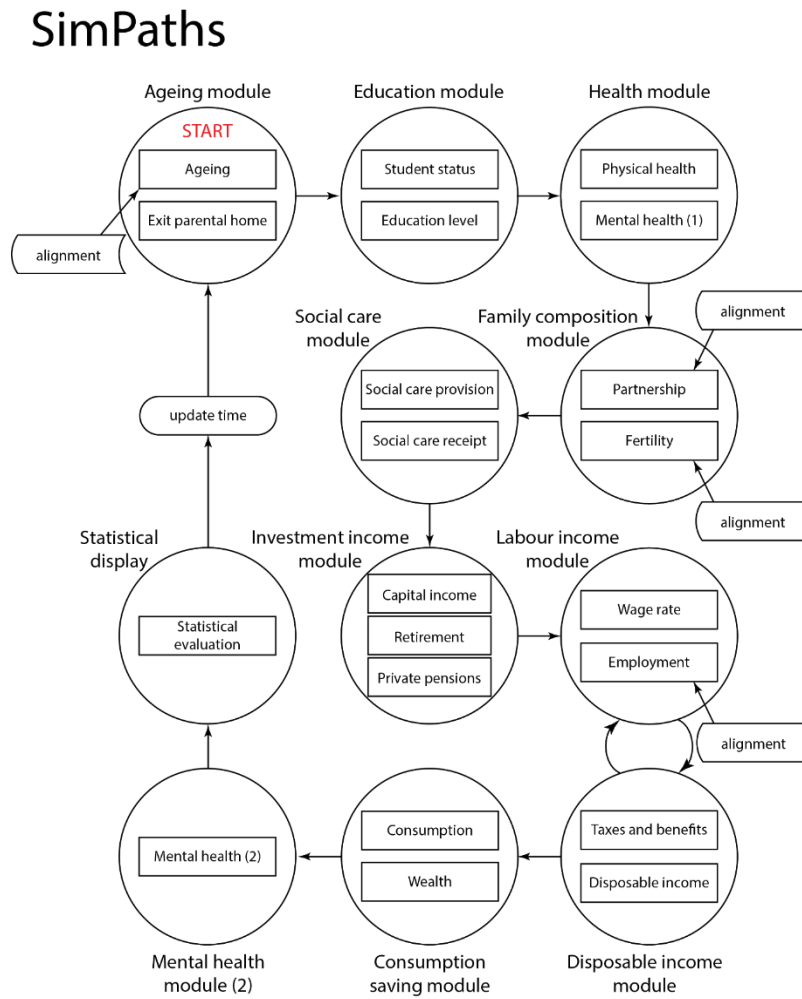 SimPaths
Ageing module
START
Ageing
Exit parental home
alignment
Education module
Student status
Education level
Health module
Physical health
Mental health (1)
Family composition
module
alignment
Partnership
Fertility
alignment
Social care
module
Social care provision
Social care receipt
Investment income
module
Capital income
Retirement
Private pensions
Labour income
module
Wage rate
Employment
alignment
Taxes and benefits
Disposable income
Disposable income
module
Consumption
Wealth
Consumption
saving module
Mental health (2)
Mental health
module (2)
Statistical
display
Statistical
evaluation
update time